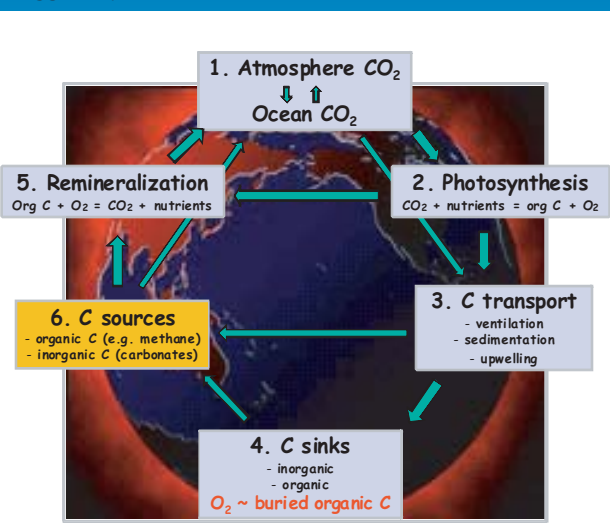 1. Atmosphere CO₂
Ocean CO₂
5. Remineralization
Org C + O₂ = CO₂ + nutrients
2. Photosynthesis
CO₂ + nutrients = org C + O₂
6. C sources
- organic C (e.g. methane)
- inorganic C (carbonates)
3. C transport
- ventilation
- sedimentation
- upwelling
4. C sinks
- inorganic
- organic
O₂ ~ buried organic C